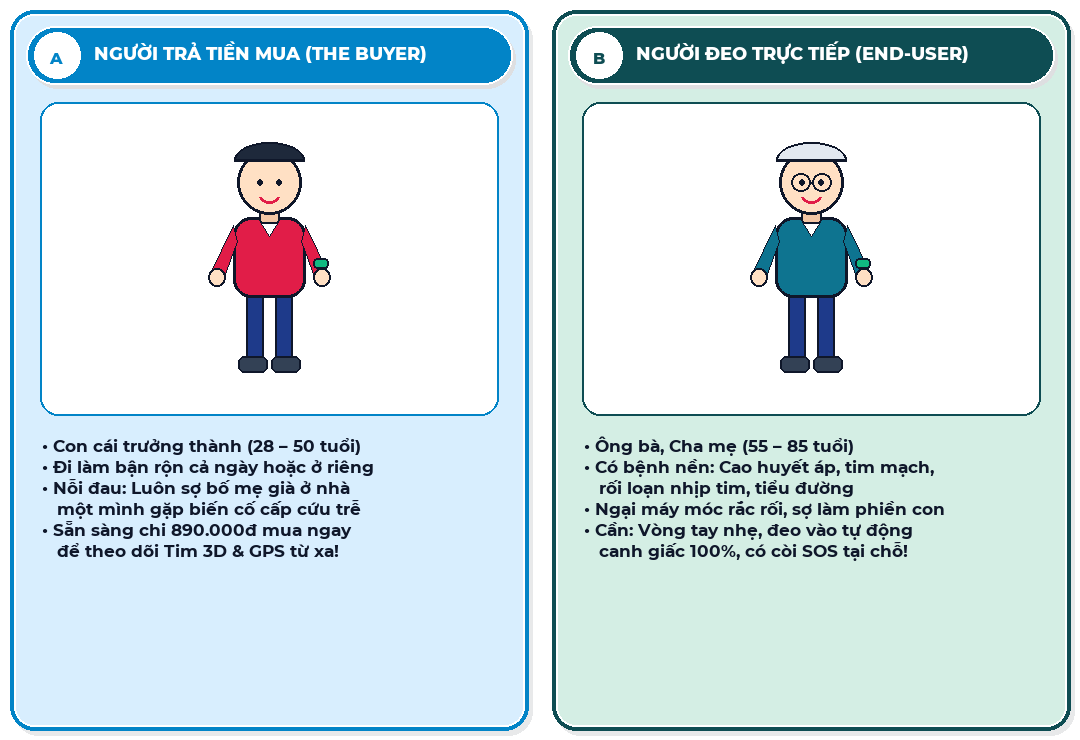 A
NGƯỜI TRẢ TIỀN MUA (THE BUYER)
• Con cái trưởng thành (28 – 50 tuổi)
• Đi làm bận rộn cả ngày hoặc ở riêng
• Nỗi đau: Luôn sợ bố mẹ già ở nhà
một mình gặp biến cố cấp cứu trễ
• Sẵn sàng chi 890.000đ mua ngay
để theo dõi Tim 3D & GPS từ xa!
B
NGƯỜI ĐEO TRỰC TIẾP (END-USER)
• Ông bà, Cha mẹ (55 – 85 tuổi)
• Có bệnh nền: Cao huyết áp, tim mạch,
rối loạn nhịp tim, tiểu đường
• Ngại máy móc rắc rối, sợ làm phiền con
• Cần: Vòng tay nhẹ, đeo vào tự động
canh giấc 100%, có còi SOS tại chỗ!